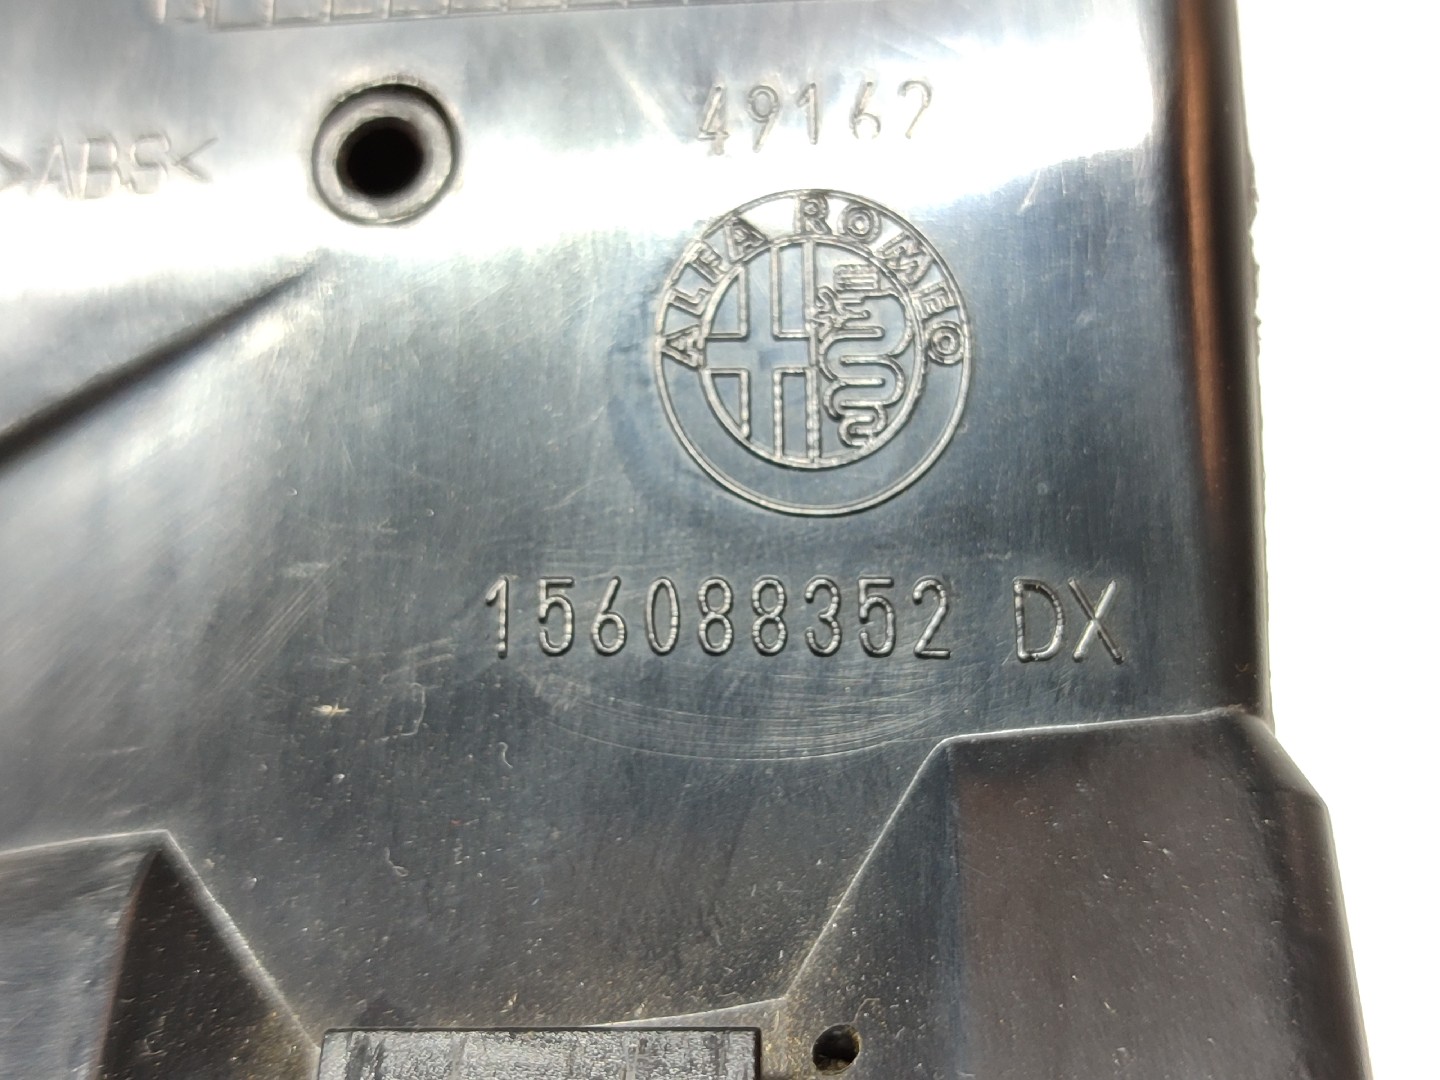 49162
>ABS<
ALFA ROMEO
156088352 DX